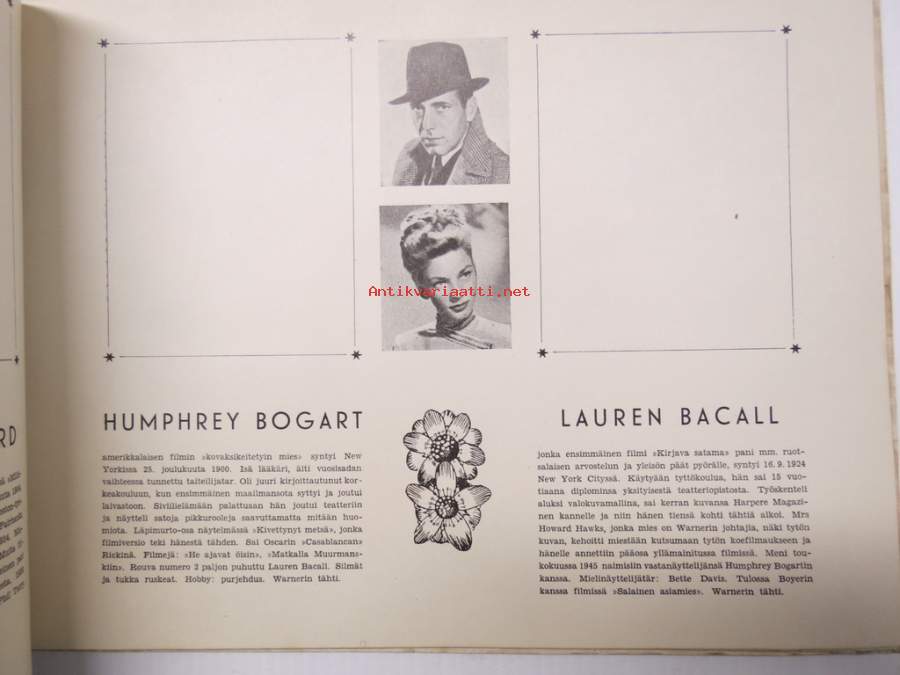 Antikvariaatti.net
RD
HUMPHREY BOGART
amerikkalaisen filmin »kovaksikeitetyin mies» syntyi New
Yorkissa 25. joulukuuta 1900. Isä lääkäri, äiti vuosisadan
vaihteessa tunnettu taiteilijatar. Oli juuri kirjoittautunut kor-
keakouluun, kun ensimmäinen maailmansota syttyi ja joutui
laivastoon. Siviilielämään palattuaan hän joutui teatteriin
ja näytteli satoja pikkurooleja saavuttamatta mitään huo-
miota. Läpimurto-osa näytelmässä »Kivettynyt metsä», jonka
filmiversio teki hänestä tähden. Sai Oscarin »Casablancan»
Rickinä. Filmejä: »He ajavat öisin», »Matkalla Muurmans-
kiin». Rouva numero 3 paljon puhuttu Lauren Bacall. Silmät
ja tukka ruskeat. Hobby: purjehdus. Warnerin tähti.
LAUREN BACALL
jonka ensimmäinen filmi »Kirjava satama» pani mm. ruot-
salaisen arvostelun ja yleisön päät pyörälle, syntyi 16. 9. 1924
New York Cityssä. Käytyään tyttökoulua, hän sai 15 vuo-
tiaana diplominsa yksityisestä teatteriopistosta. Työskenteli
aluksi valokuvamallina, sai kerran kuvansa Harpere Magazi-
nen kannelle ja niin hänen tiensä kohti tähtiä alkoi. Mrs
Howard Hawks, jonka mies on Warnerin johtajia, näki tytön
kuvan, kehoitti miestään kutsumaan tytön koefilmaukseen ja
hänelle annettiin pääosa yllämainitussa filmissä. Meni tou-
kokuussa 1945 naimisiin vastanäyttelijänsä Humphrey Bogartin
kanssa. Mielinäyttelijätär: Bette Davis. Tulossa Boyerin
kanssa filmissä »Salainen asiamies». Warnerin tähti.